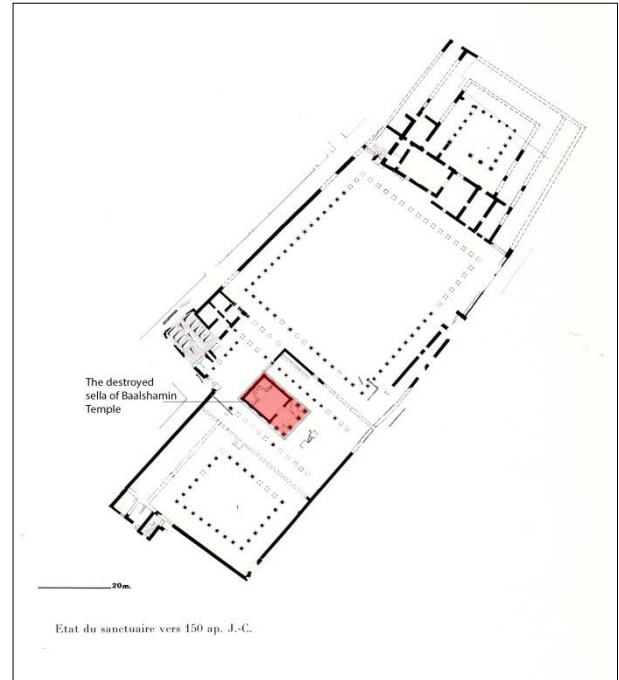 The destroyed
sella of Baalshamin
Temple
20m.
Etat du sanctuaire vers 150 ap. J.-C.